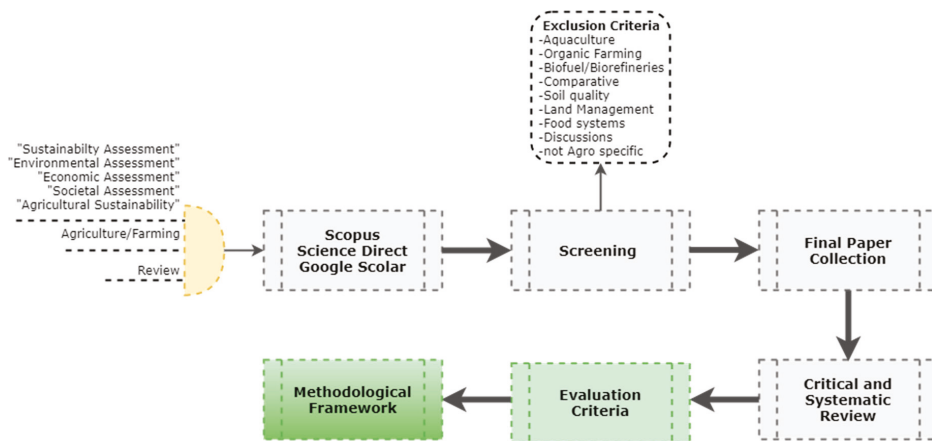 "Sustainabilty Assessment"
"Environmental Assessment"
"Economic Assessment"
"Societal Assessment"
"Agricultural Sustainability"
Agriculture/Farming
Review
Scopus
Science Direct
Google Scolar
Exclusion Criteria
-Aquaculture
-Organic Farming
-Biofuel/Biorefineries
-Comparative
-Soil quality
-Land Management
-Food systems
-Discussions
-not Agro specific
Screening
Final Paper
Collection
Critical and
Systematic
Review
Evaluation
Criteria
Methodological
Framework